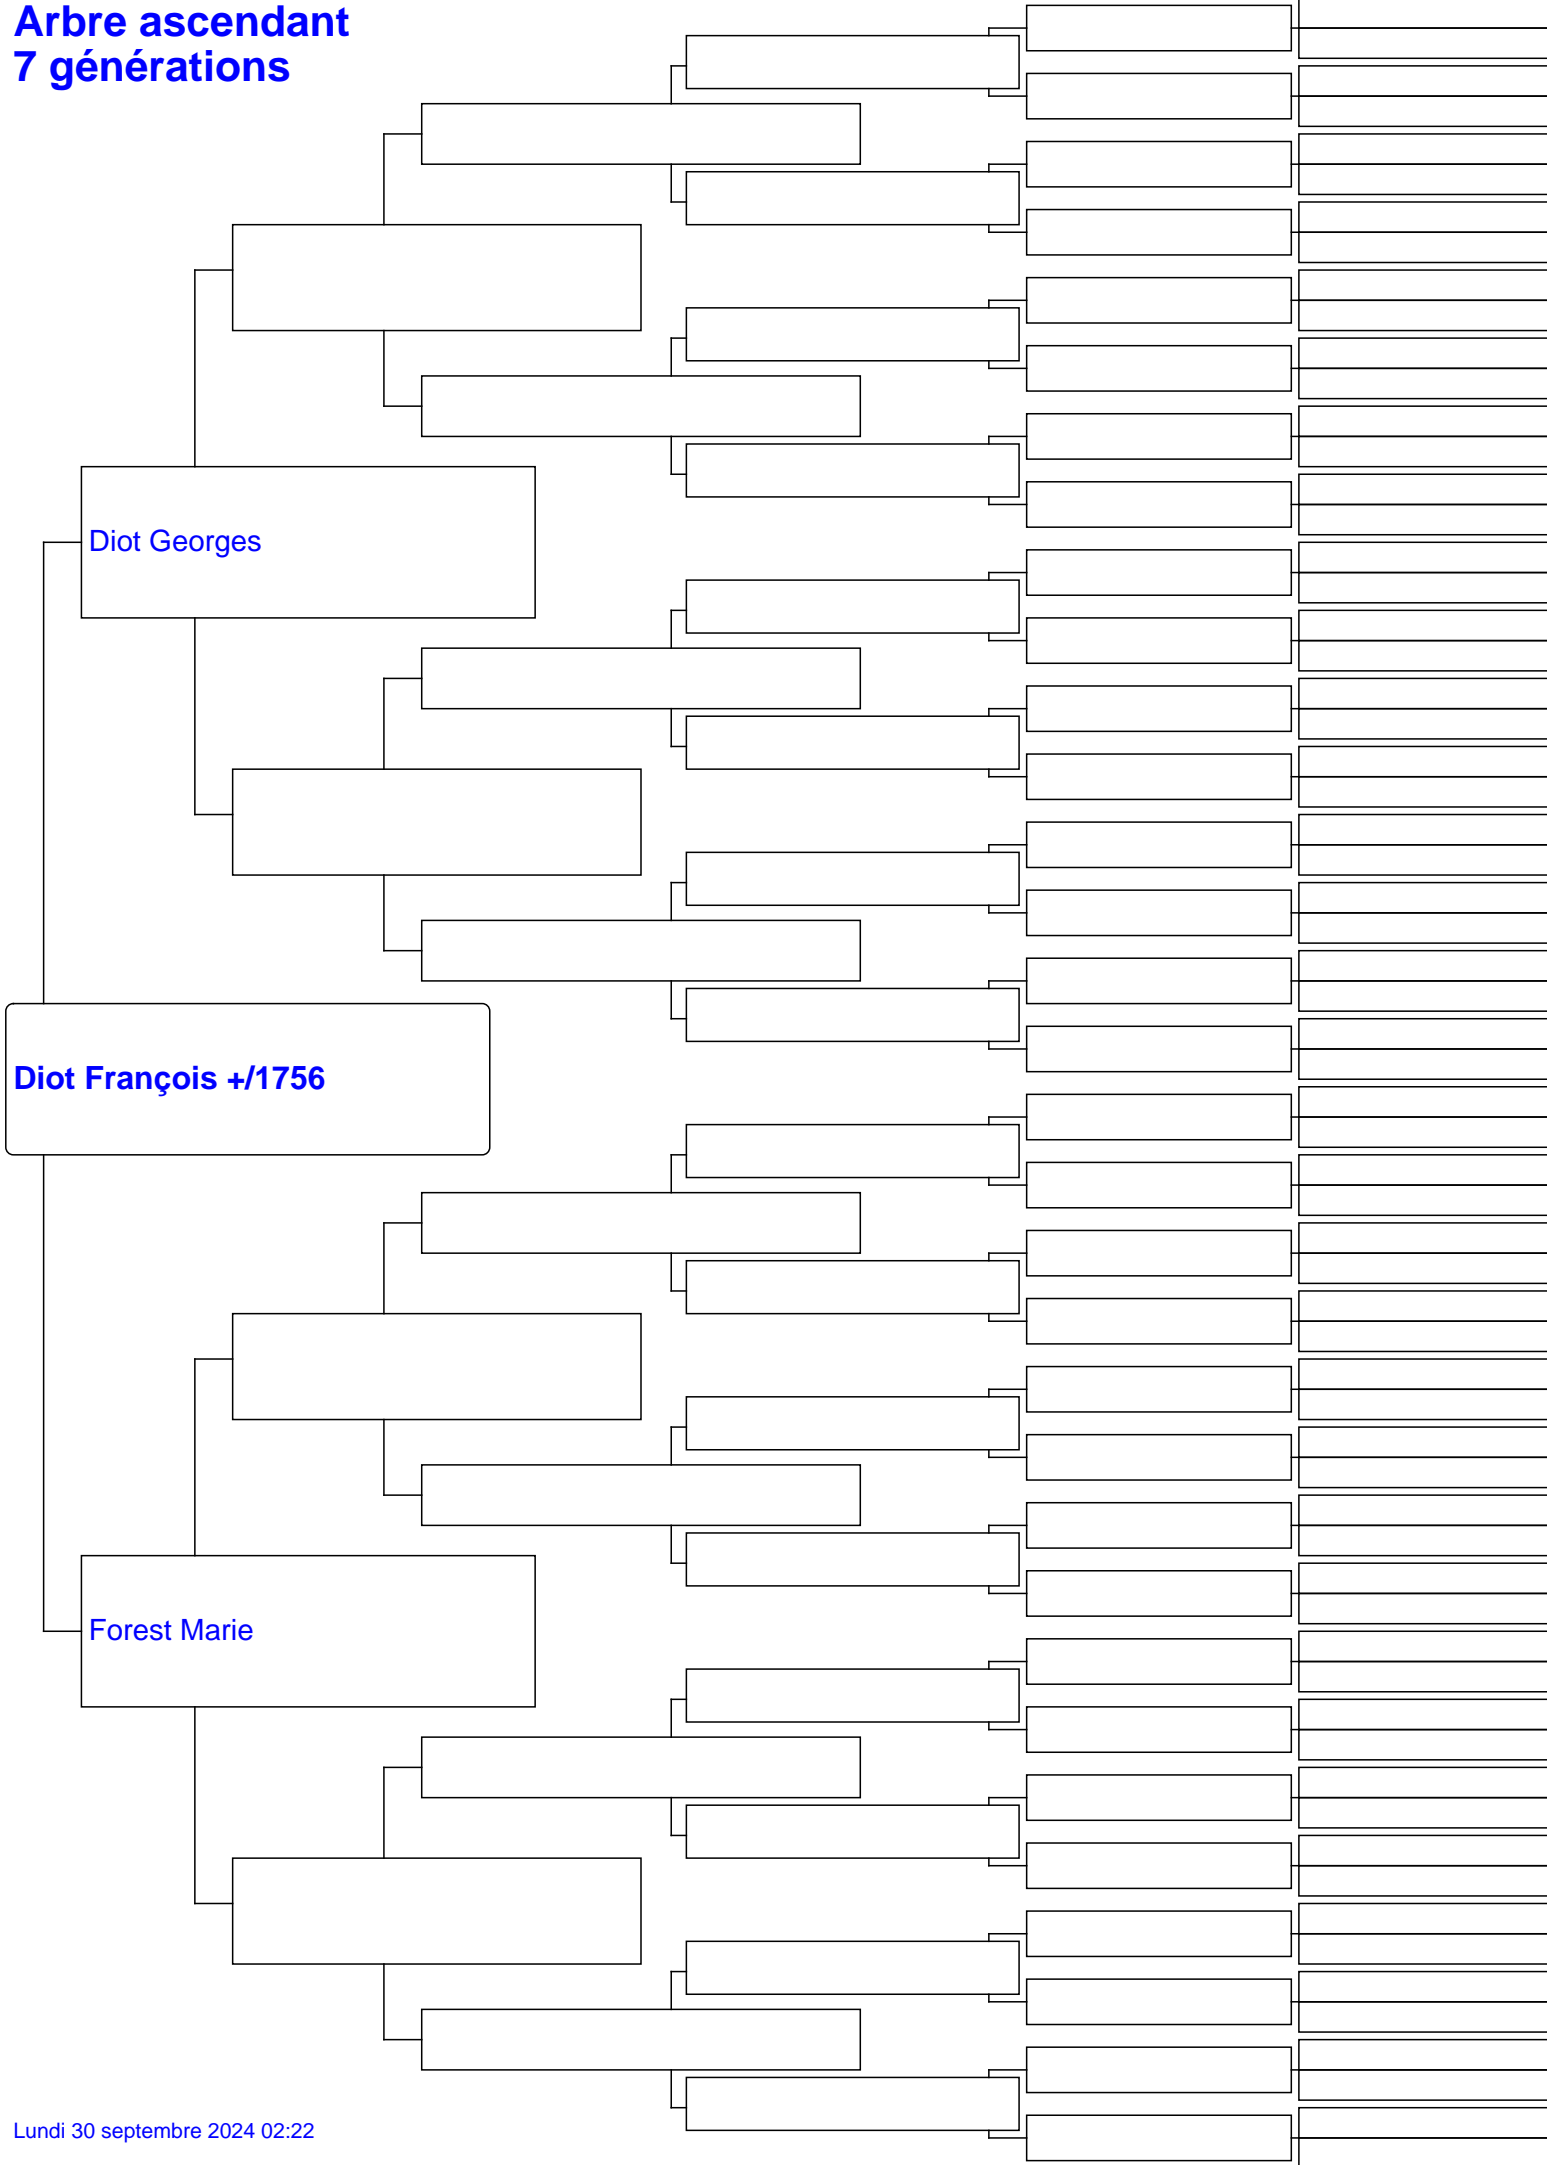 Arbre ascendant
7 générations
Diot Georges
Diot François +/1756
Forest Marie
Lundi 30 septembre 2024 02:22